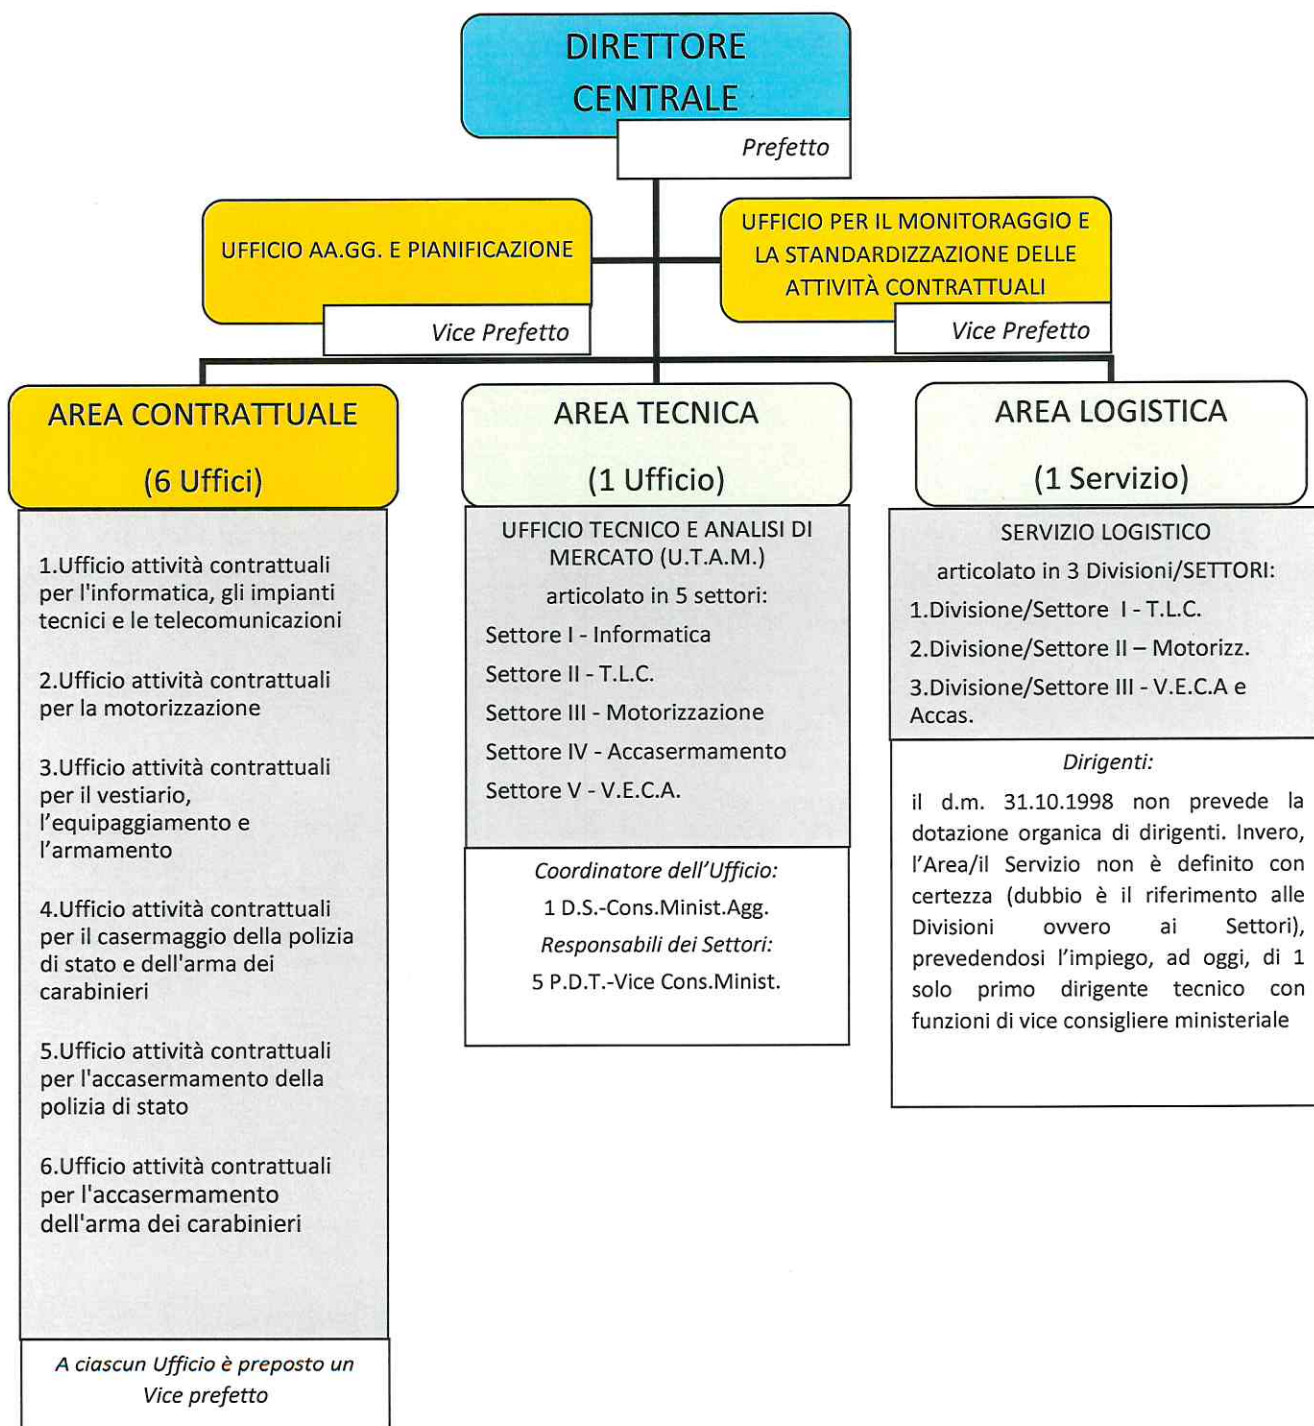 DIRETTORE
CENTRALE
Prefetto
UFFICIO AA.GG. E PIANIFICAZIONE
Vice Prefetto
UFFICIO PER IL MONITORAGGIO E
LA STANDARDIZZAZIONE DELLE
ATTIVITÀ CONTRATTUALI
Vice Prefetto
AREA CONTRATTUALE
(6 Uffici)
1.Ufficio attività contrattuali
per l'informatica, gli impianti
tecnici e le telecomunicazioni
2.Ufficio attività contrattuali
per la motorizzazione
3.Ufficio attività contrattuali
per il vestiario,
l’equipaggiamento e
l’armamento
4.Ufficio attività contrattuali
per il casermaggio della polizia
di stato e dell'arma dei
carabinieri
5.Ufficio attività contrattuali
per l'accasermamento della
polizia di stato
6.Ufficio attività contrattuali
per l'accasermamento
dell'arma dei carabinieri
A ciascun Ufficio è preposto un
Vice prefetto
AREA TECNICA
(1 Ufficio)
UFFICIO TECNICO E ANALISI DI
MERCATO (U.T.A.M.)
articolato in 5 settori:
Settore I - Informatica
Settore II - T.L.C.
Settore III - Motorizzazione
Settore IV - Accasermamento
Settore V - V.E.C.A.
Coordinatore dell’Ufficio:
1 D.S.-Cons.Minist.Agg.
Responsabili dei Settori:
5 P.D.T.-Vice Cons.Minist.
AREA LOGISTICA
(1 Servizio)
SERVIZIO LOGISTICO
articolato in 3 Divisioni/SETTORI:
1.Divisione/Settore I - T.L.C.
2.Divisione/Settore II – Motorizz.
3.Divisione/Settore III - V.E.C.A e
Accas.
Dirigenti:
il d.m. 31.10.1998 non prevede la
dotazione organica di dirigenti. Invero,
l’Area/il Servizio non è definito con
certezza (dubbio è il riferimento alle
Divisioni ovvero ai Settori),
prevedendosi l’impiego, ad oggi, di 1
solo primo dirigente tecnico con
funzioni di vice consigliere ministeriale